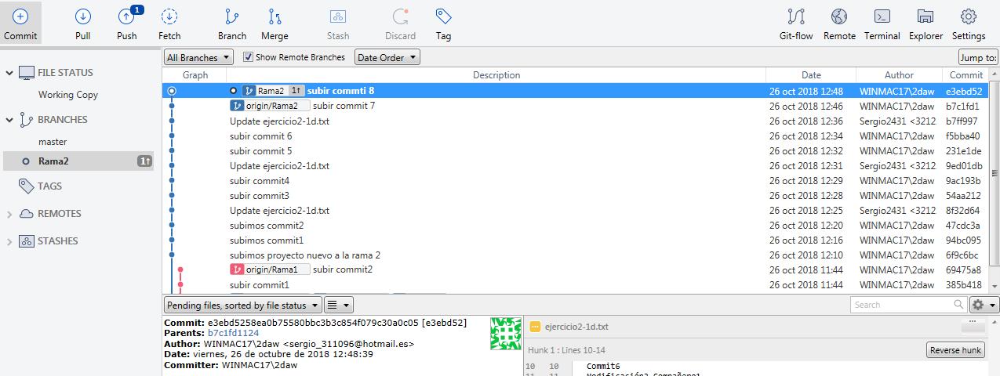 1
Commit Pull Push Fetch Branch Merge Stash Discard Tag Git-flow Remote Terminal Explorer Settings
All Branches Show Remote Branches Date Order Jump to:
FILE STATUS
Working Copy
BRANCHES
master
Rama2 1↑
TAGS
REMOTES
STASHES
Graph Description Date Author Commit
Rama2 1↑ subir commti 8 26 oct 2018 12:48 WINMAC17\2daw e3ebd52
origin/Rama2 subir commit 7 26 oct 2018 12:46 WINMAC17\2daw b7c1fd1
Update ejercicio2-1d.txt 26 oct 2018 12:36 Sergio2431 <3212 b7ff997
subir commit 6 26 oct 2018 12:34 WINMAC17\2daw f5bba40
subir commit 5 26 oct 2018 12:32 WINMAC17\2daw 231e1de
Update ejercicio2-1d.txt 26 oct 2018 12:31 Sergio2431 <3212 9ed01db
subir commit4 26 oct 2018 12:29 WINMAC17\2daw 9ac193b
subir commit3 26 oct 2018 12:28 WINMAC17\2daw 54aa212
Update ejercicio2-1d.txt 26 oct 2018 12:25 Sergio2431 <3212 8f32d64
subimos commit2 26 oct 2018 12:20 WINMAC17\2daw 47cdc3a
subimos commit1 26 oct 2018 12:16 WINMAC17\2daw 94bc095
subimos proyecto nuevo a la rama 2 26 oct 2018 12:10 WINMAC17\2daw 6f9c6bc
origin/Rama1 subir commit2 26 oct 2018 11:44 WINMAC17\2daw 69475a8
subir commit1 26 oct 2018 11:44 WINMAC17\2daw 385b418
Pending files, sorted by file status Search
Commit: e3ebd5258ea0b75580bbc3b3c854f079c30a0c05 [e3ebd52]
Parents: b7c1fd1124
Author: WINMAC17\2daw <sergio_311096@hotmail.es>
Date: viernes, 26 de octubre de 2018 12:48:39
Committer: WINMAC17\2daw
ejercicio2-1d.txt
Hunk 1 : Lines 10-14 Reverse hunk
10 10 Commit6
11 11 Modificación3 Compañero1